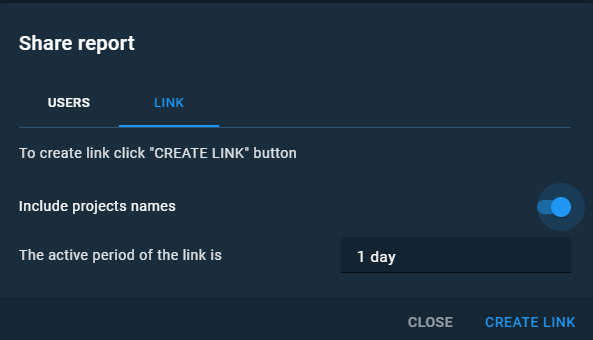 Share report
USERS
LINK
To create link click "CREATE LINK" button
Include projects names
The active period of the link is
1 day
CLOSE
CREATE LINK